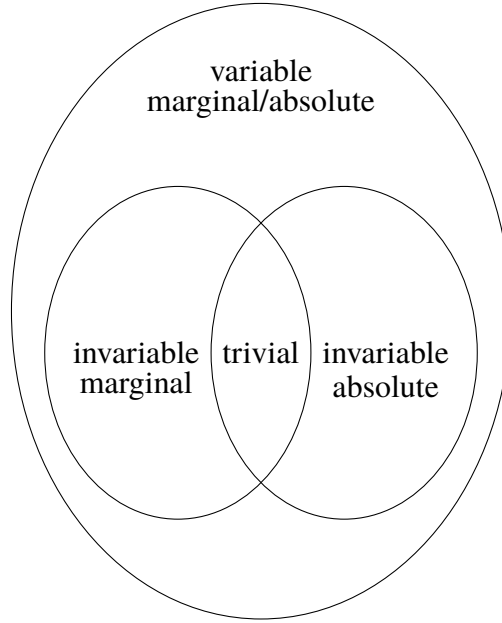 variable
marginal/absolute
invariable trivial invariable
marginal absolute